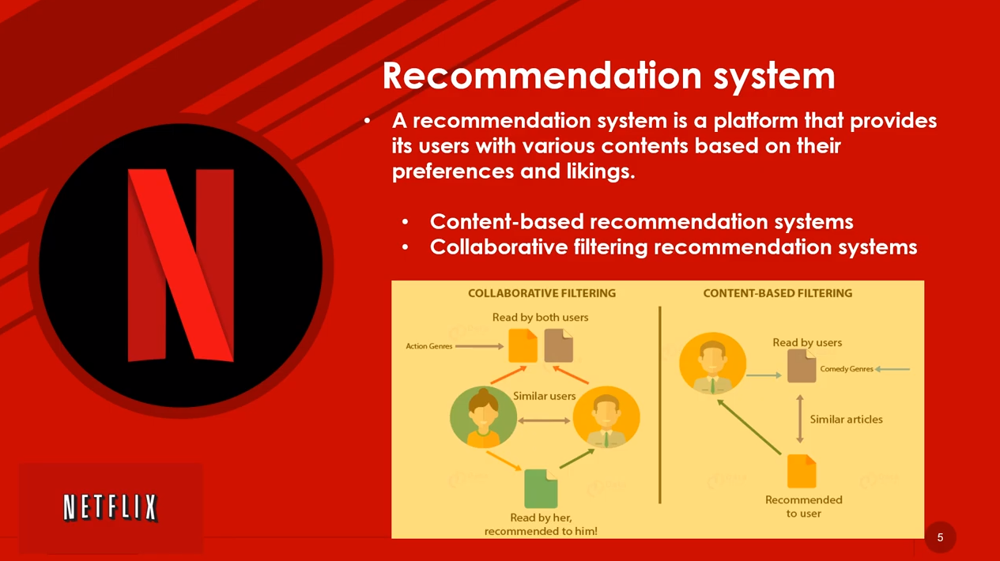 Recommendation system
• A recommendation system is a platform that provides
its users with various contents based on their
preferences and likings.
• Content-based recommendation systems
• Collaborative filtering recommendation systems
COLLABORATIVE FILTERING
Read by both users
Action Genres
Similar users
Read by her,
recommended to him!
CONTENT-BASED FILTERING
Read by users
Comedy Genres
Similar articles
Recommended
to user
NETFLIX
5